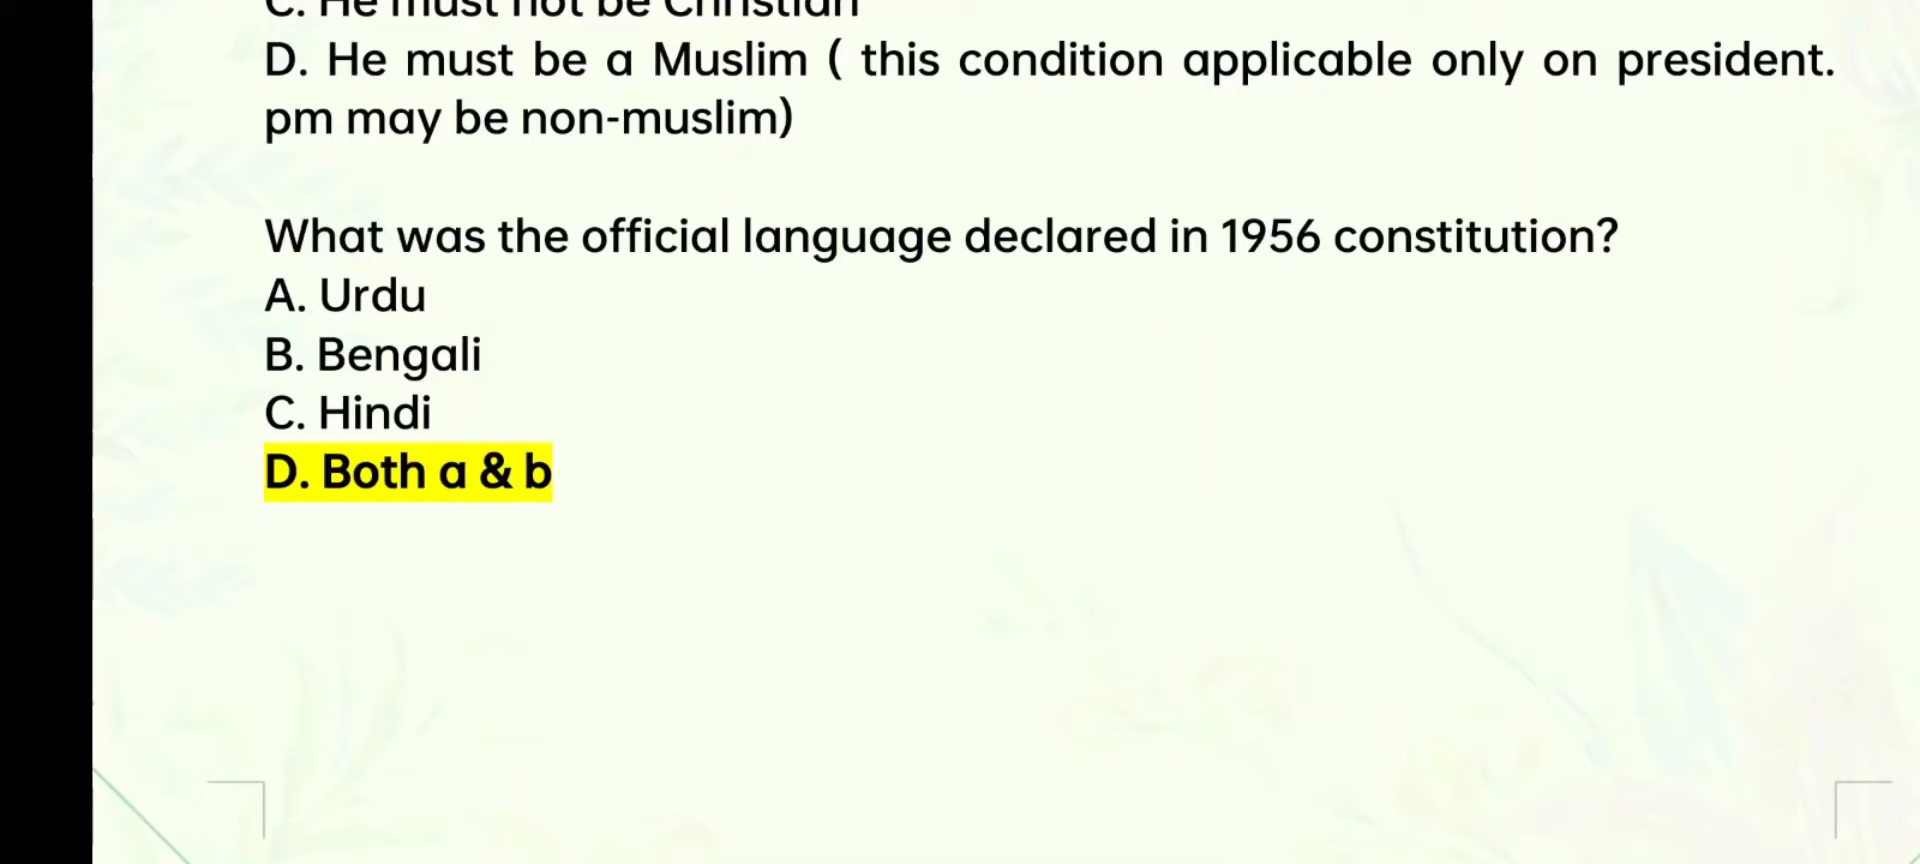 C. He must not be Christian
D. He must be a Muslim ( this condition applicable only on president.
pm may be non-muslim)
What was the official language declared in 1956 constitution?
A. Urdu
B. Bengali
C. Hindi
D. Both a & b